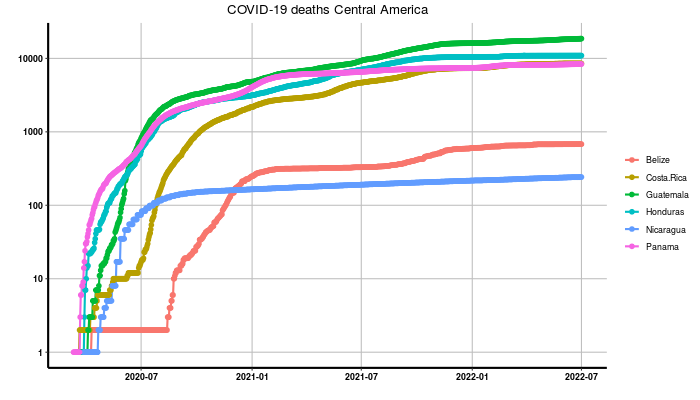 COVID-19 deaths Central America
10000
1000
100
10
1
2020-07
2021-01
2021-07
2022-01
2022-07
Belize
Costa.Rica
Guatemala
Honduras
Nicaragua
Panama